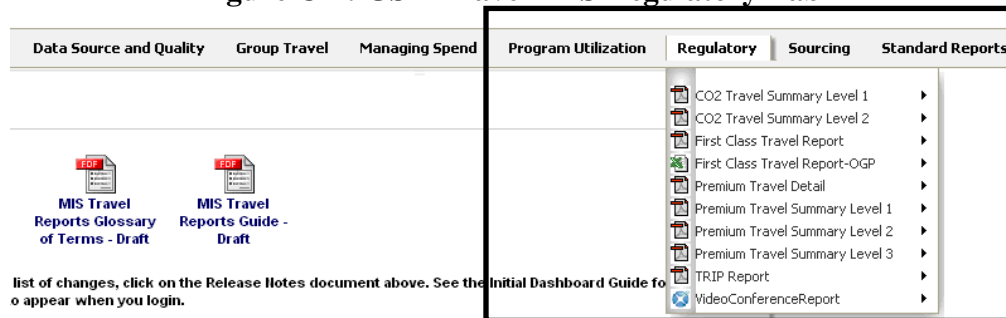 Data Source and Quality Group Travel Managing Spend Program Utilization Regulatory Sourcing Standard Reports
CO2 Travel Summary Level 1
CO2 Travel Summary Level 2
First Class Travel Report
First Class Travel Report-OGP
Premium Travel Detail
Premium Travel Summary Level 1
Premium Travel Summary Level 2
Premium Travel Summary Level 3
TRIP Report
VideoConferenceReport
PDF
MIS Travel
Reports Glossary
of Terms - Draft
PDF
MIS Travel
Reports Guide -
Draft
list of changes, click on the Release Notes document above. See the Initial Dashboard Guide fo
o appear when you login.